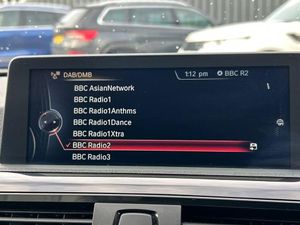 DAB/DMB 1:12 pm BBC R2
BBC AsianNetwork
BBC Radio1
BBC Radio1Anthms
BBC Radio1Dance
BBC Radio1Xtra
BBC Radio2
BBC Radio3